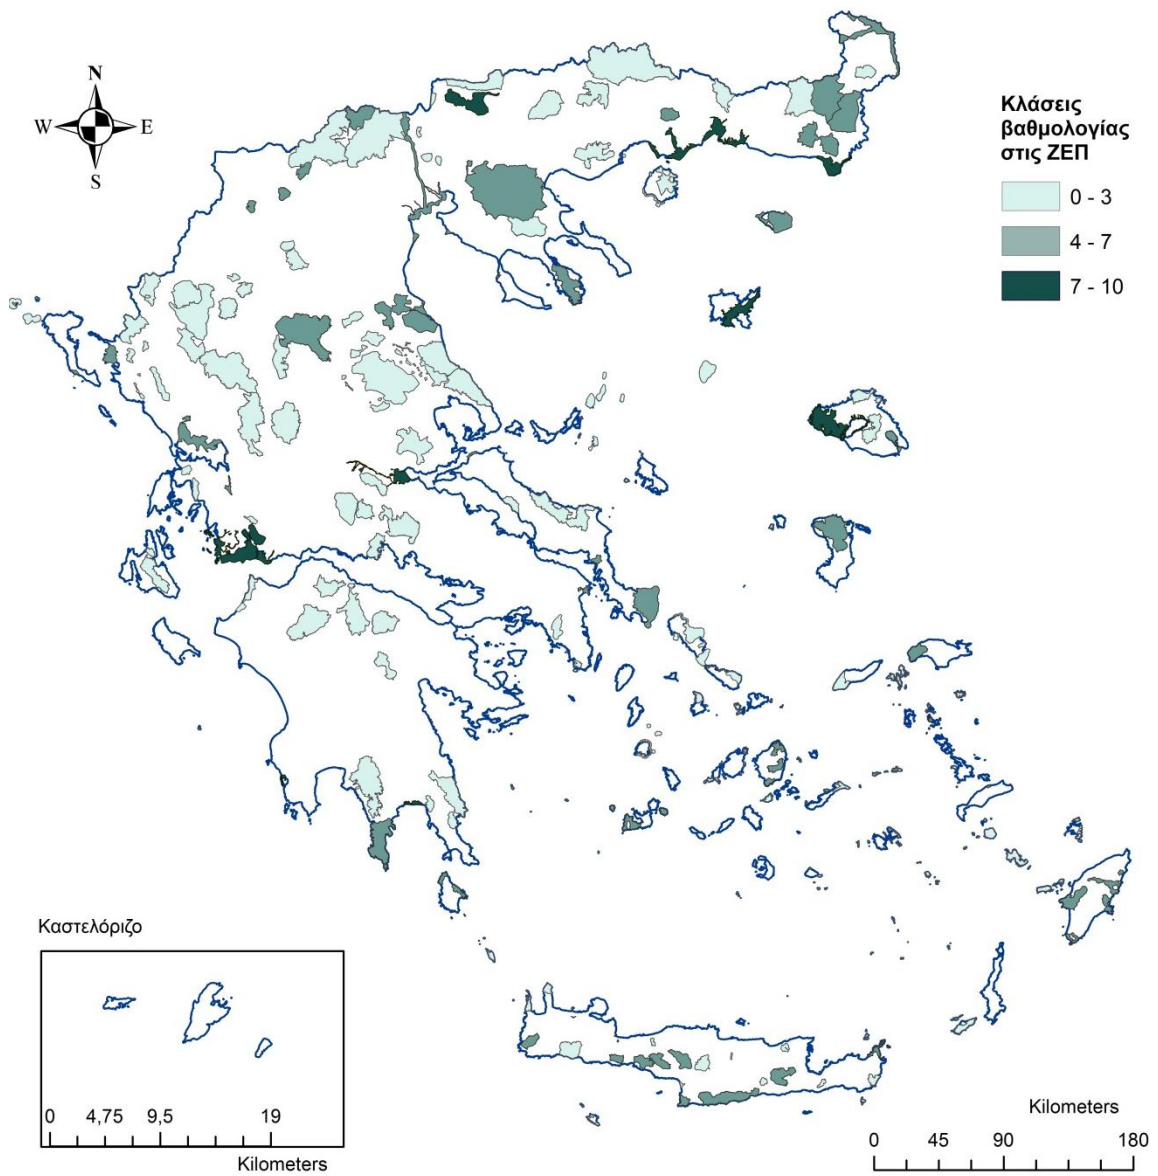 N
W E
S
Κλάσεις
βαθμολογίας
στις ΖΕΠ
0 - 3
4 - 7
7 - 10
Καστελόριζο
0 4,75 9,5 19
Kilometers
Kilometers
0 45 90 180